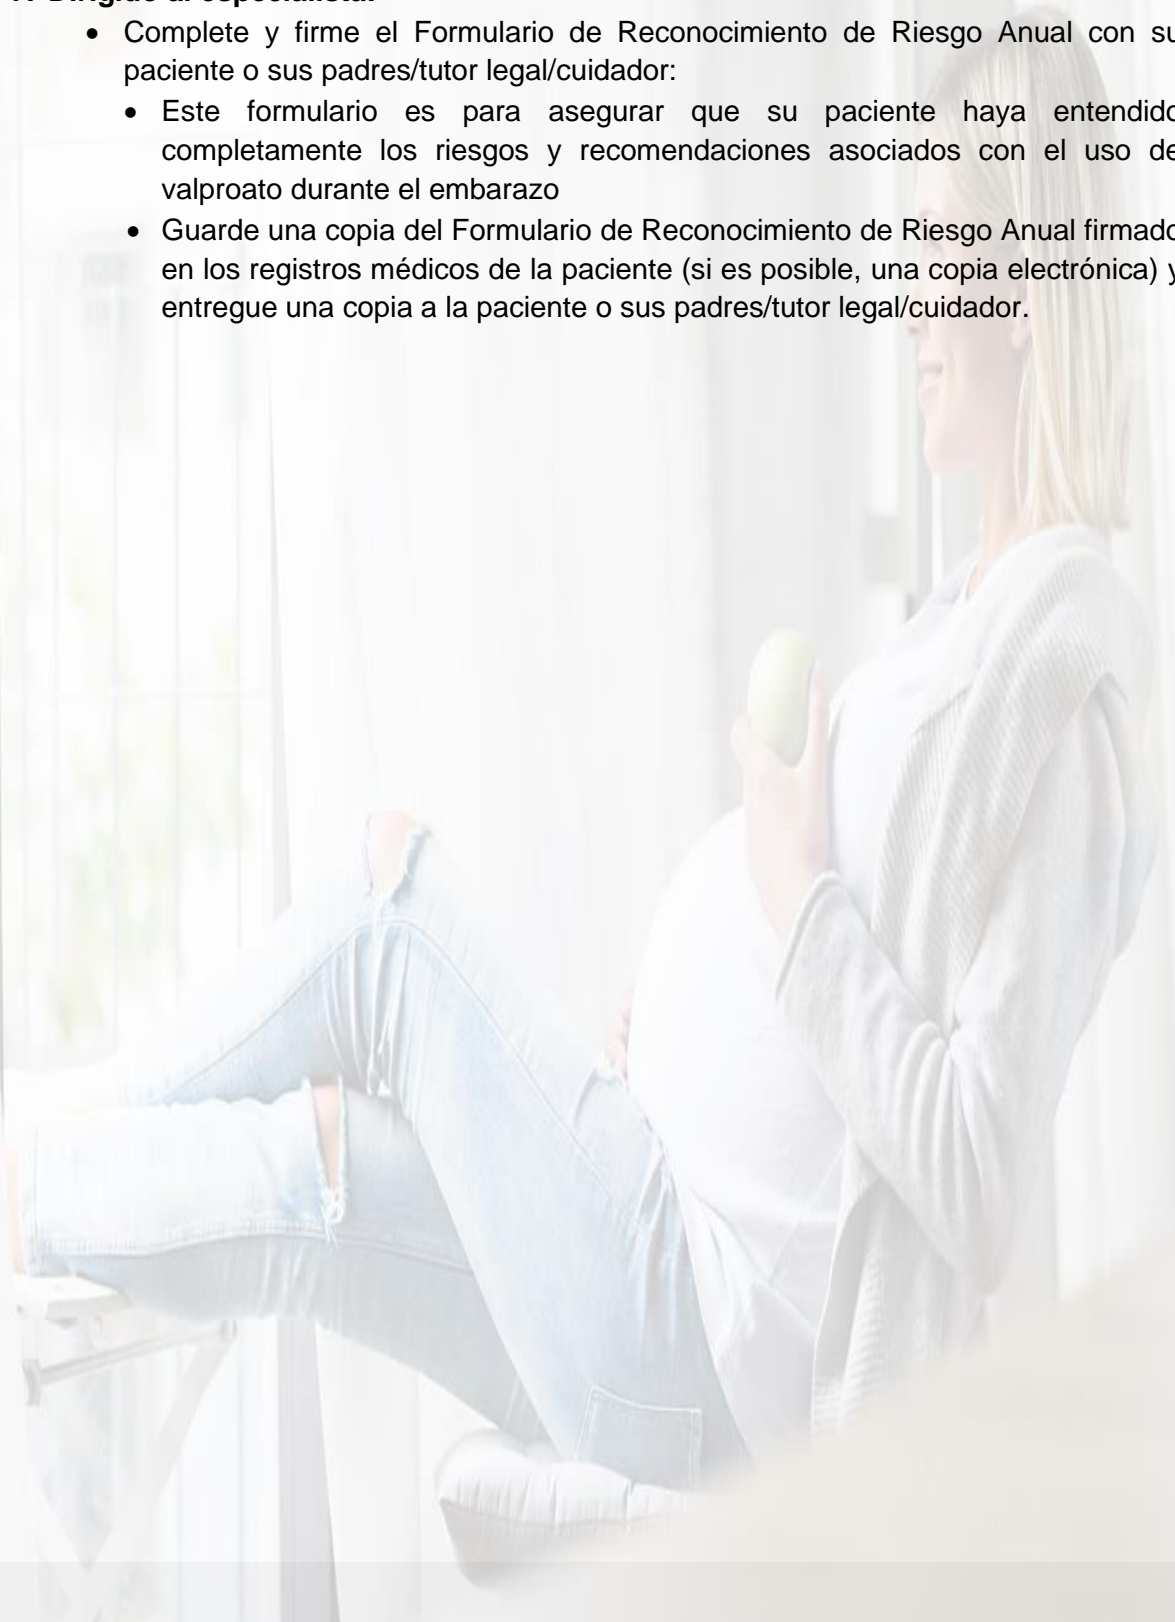 Dirigido al especialista:
• Complete y firme el Formulario de Reconocimiento de Riesgo Anual con su
paciente o sus padres/tutor legal/cuidador:
• Este formulario es para asegurar que su paciente haya entendido
completamente los riesgos y recomendaciones asociados con el uso de
valproato durante el embarazo
• Guarde una copia del Formulario de Reconocimiento de Riesgo Anual firmado
en los registros médicos de la paciente (si es posible, una copia electrónica) y
entregue una copia a la paciente o sus padres/tutor legal/cuidador.